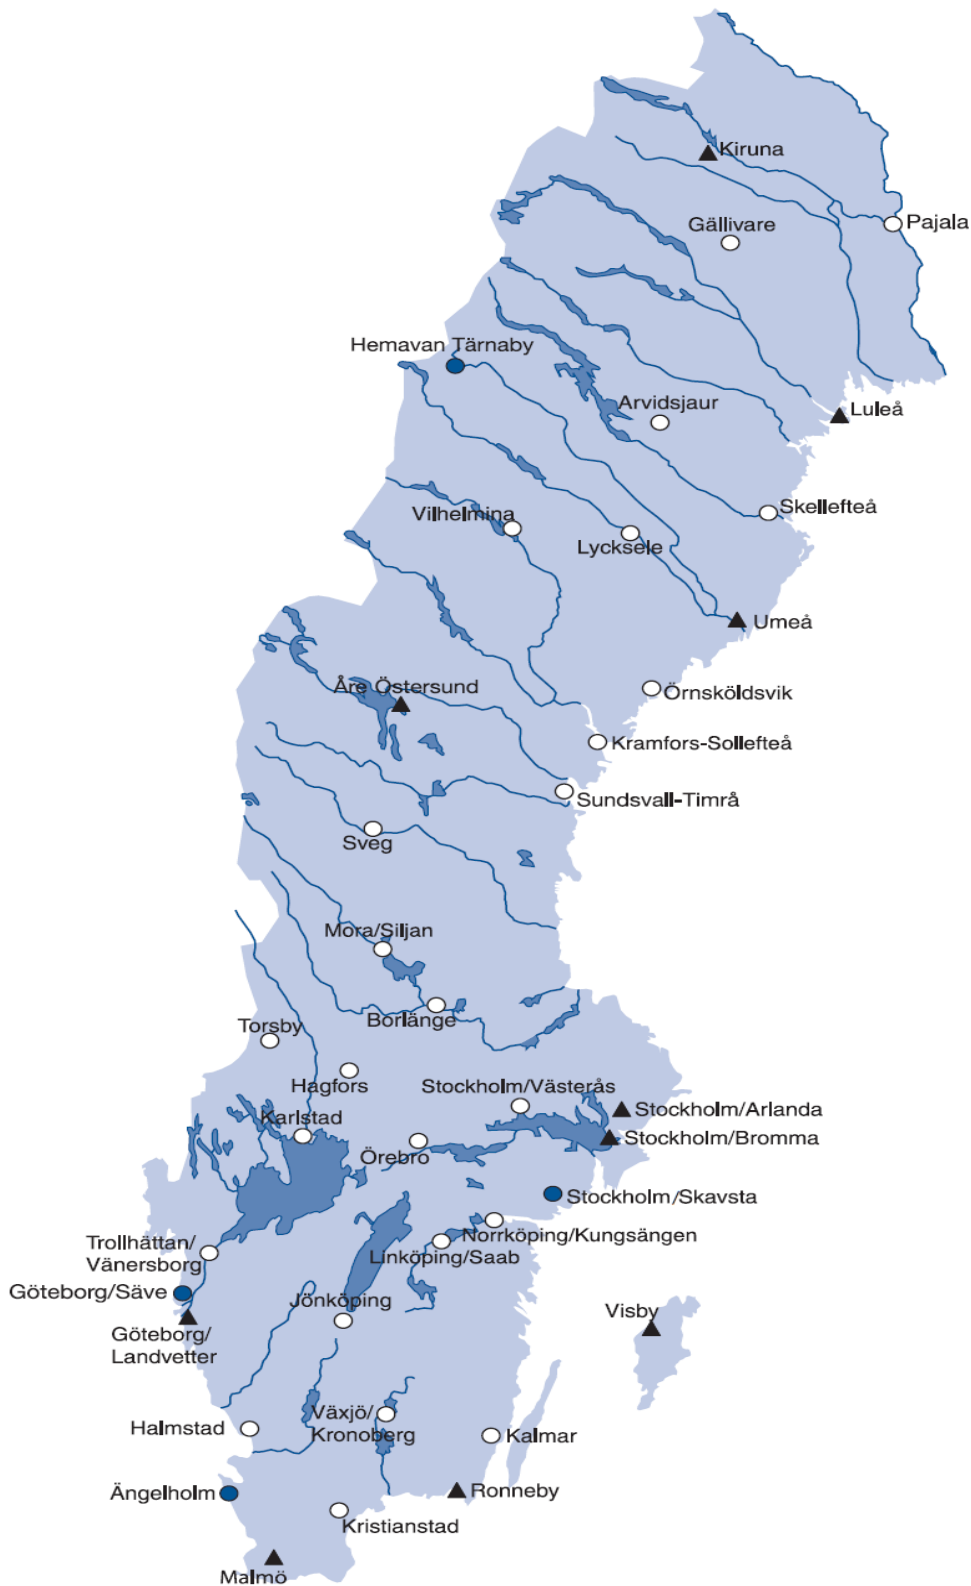 Kiruna
Pajala
Gällivare
Hemavan Tärnaby
Arvidsjaur
Luleå
Skellefteå
Vilhelmina
Lycksele
Umeå
Åre Östersund
Örnsköldsvik
Kramfors-Sollefteå
Sundsvall-Timrå
Sveg
Mora/Siljan
Borlänge
Torsby
Hagfors
Stockholm/Västerås
Stockholm/Arlanda
Karlstad
Stockholm/Bromma
Örebro
Stockholm/Skavsta
Norrköping/Kungsängen
Trollhättan/
Vänersborg
Linköping/Saab
Göteborg/Säve
Jönköping
Visby
Göteborg/
Landvetter
Halmstad
Växjö/
Kronoberg
Kalmar
Ängelholm
Ronneby
Kristianstad
Malmö